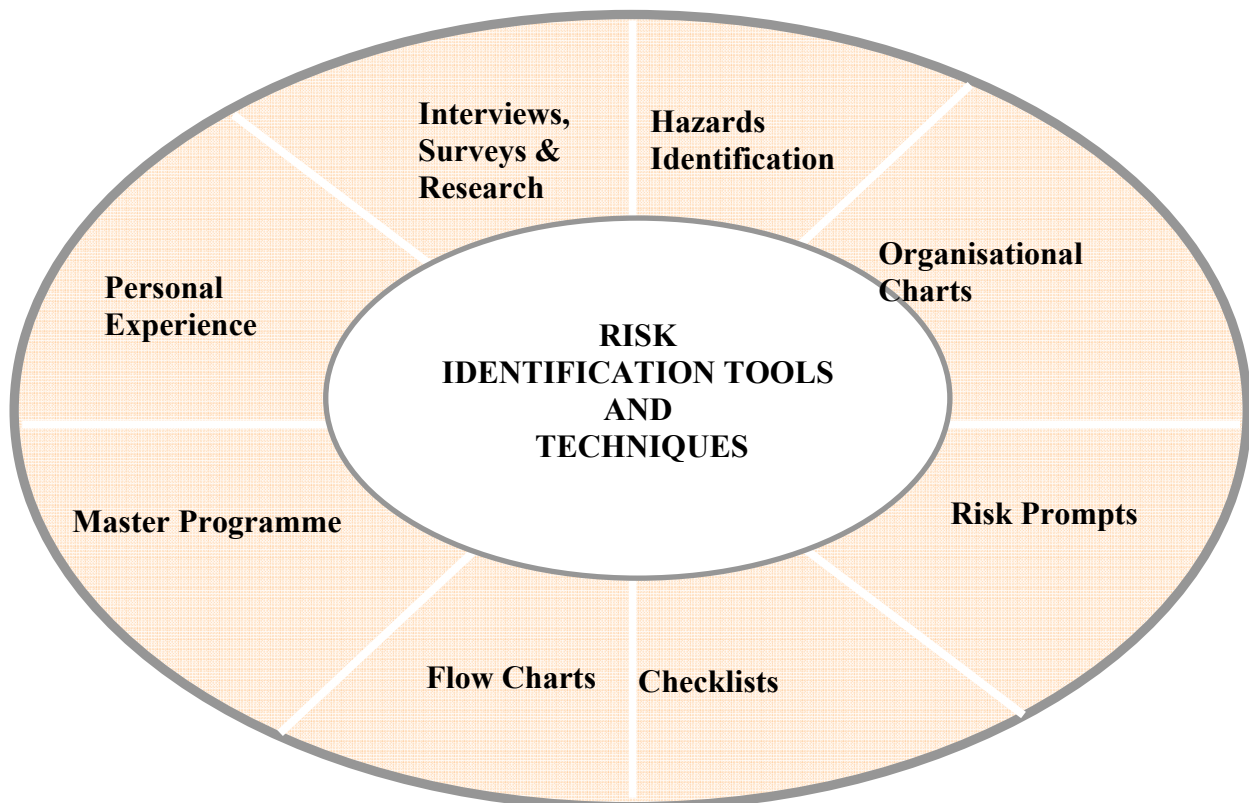 Interviews,
Surveys &
Research
Hazards
Identification
Organisational
Charts
Personal
Experience
RISK
IDENTIFICATION TOOLS
AND
TECHNIQUES
Master Programme
Risk Prompts
Flow Charts
Checklists